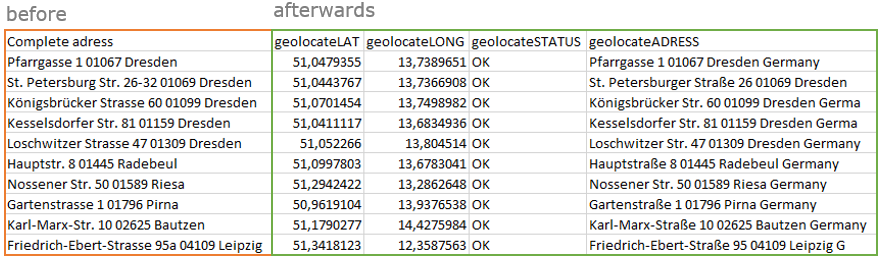 before afterwards
Complete adress geolocateLAT geolocateLONG geolocateSTATUS geolocateADRESS
Pfarrgasse 1 01067 Dresden 51,0479355 13,7389651 OK Pfarrgasse 1 01067 Dresden Germany
St. Petersburg Str. 26-32 01069 Dresden 51,0443767 13,7366908 OK St. Petersburger Straße 26 01069 Dresden
Königsbrücker Strasse 60 01099 Dresden 51,0701454 13,7498982 OK Königsbrücker Str. 60 01099 Dresden Germa
Kesselsdorfer Str. 81 01159 Dresden 51,0411117 13,6834936 OK Kesselsdorfer Str. 81 01159 Dresden Germa
Loschwitzer Strasse 47 01309 Dresden 51,052266 13,804514 OK Loschwitzer Str. 47 01309 Dresden Germany
Hauptstr. 8 01445 Radebeul 51,0997803 13,6783041 OK Hauptstraße 8 01445 Radebeul Germany
Nossener Str. 50 01589 Riesa 51,2942422 13,2862648 OK Nossener Str. 50 01589 Riesa Germany
Gartenstrasse 1 01796 Pirna 50,9619104 13,9376538 OK Gartenstraße 1 01796 Pirna Germany
Karl-Marx-Str. 10 02625 Bautzen 51,1790277 14,4275984 OK Karl-Marx-Straße 10 02625 Bautzen Germany
Friedrich-Ebert-Strasse 95a 04109 Leipzig 51,3418123 12,3587563 OK Friedrich-Ebert-Straße 95 04109 Leipzig G